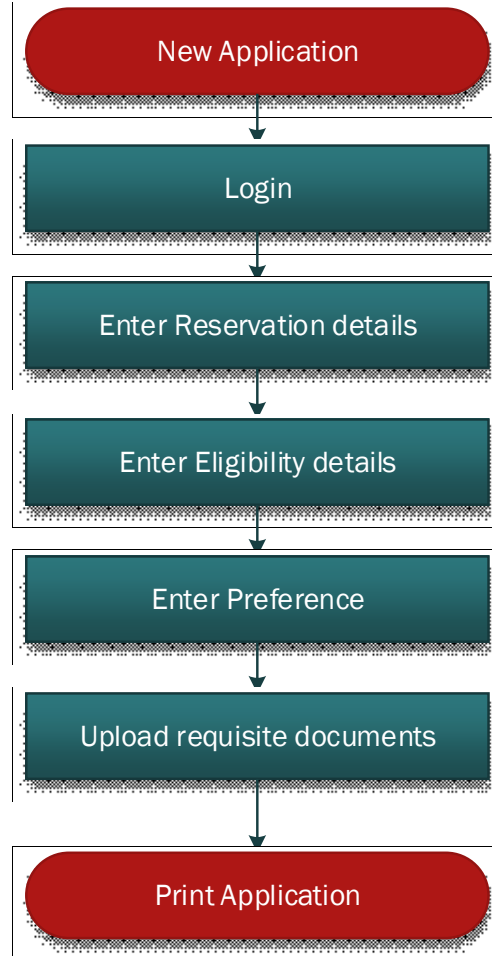 New Application
Login
Enter Reservation details
Enter Eligibility details
Enter Preference
Upload requisite documents
Print Application